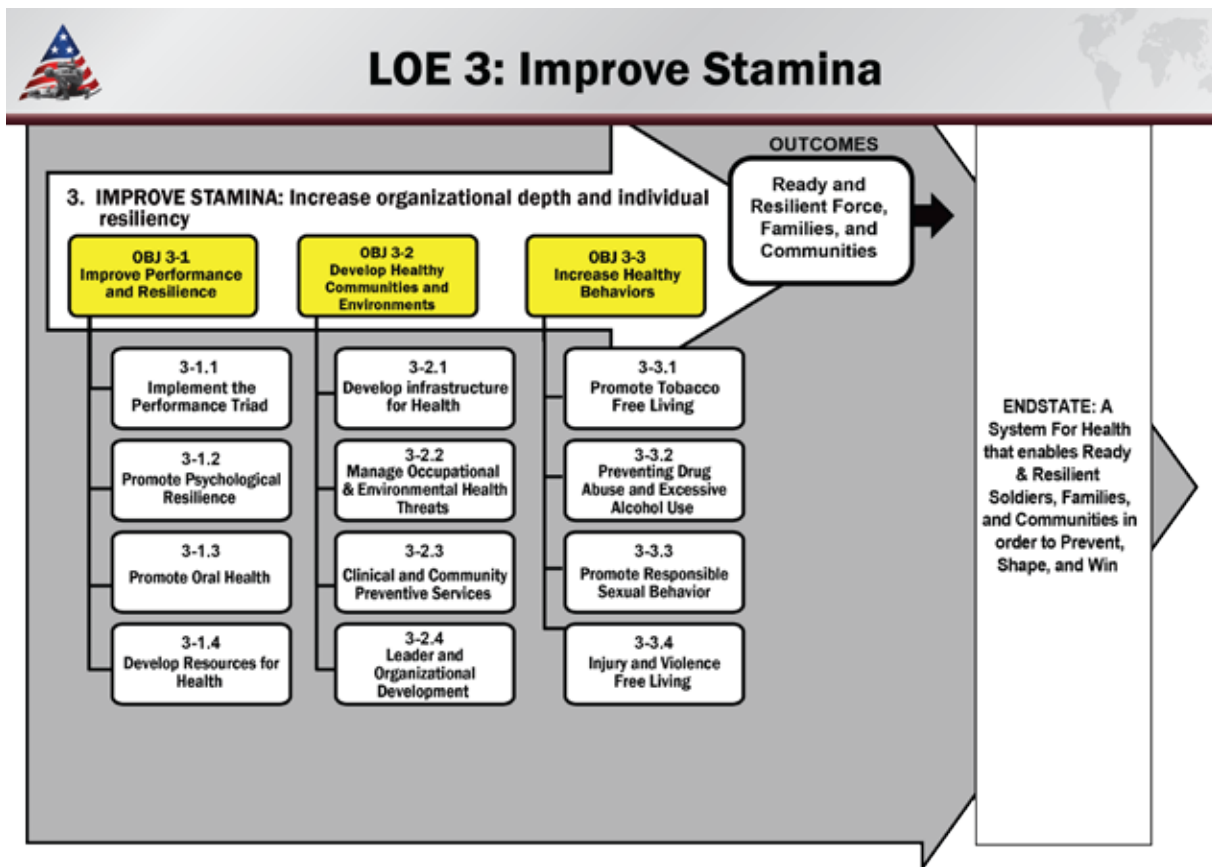 LOE 3: Improve Stamina
OUTCOMES
Ready and
Resilient Force,
Families, and
Communities
3. IMPROVE STAMINA: Increase organizational depth and individual
resiliency
OBJ 3-1
Improve Performance
and Resilience
3-1.1
Implement the
Performance Triad
3-1.2
Promote Psychological
Resilience
3-1.3
Promote Oral Health
3-1.4
Develop Resources for
Health
OBJ 3-2
Develop Healthy
Communities and
Environments
3-2.1
Develop infrastructure
for Health
3-2.2
Manage Occupational
& Environmental Health
Threats
3-2.3
Clinical and Community
Preventive Services
3-2.4
Leader and
Organizational
Development
OBJ 3-3
Increase Healthy
Behaviors
3-3.1
Promote Tobacco
Free Living
3-3.2
Preventing Drug
Abuse and Excessive
Alcohol Use
3-3.3
Promote Responsible
Sexual Behavior
3-3.4
Injury and Violence
Free Living
ENDSTATE: A
System For Health
that enables Ready
& Resilient
Soldiers, Families,
and Communities in
order to Prevent,
Shape, and Win